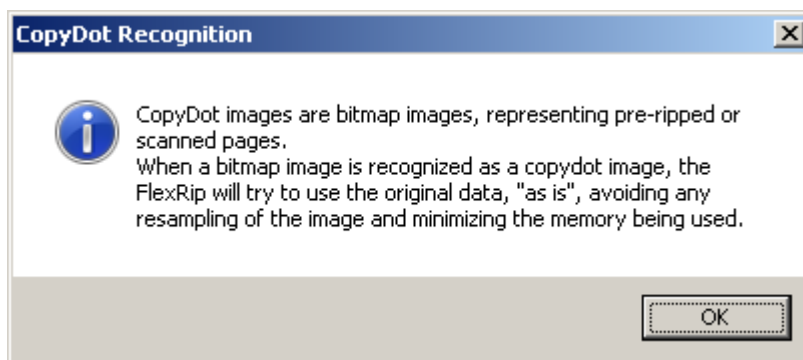 CopyDot Recognition
CopyDot images are bitmap images, representing pre-ripped or
scanned pages.
When a bitmap image is recognized as a copydot image, the
FlexRip will try to use the original data, "as is", avoiding any
resampling of the image and minimizing the memory being used.
OK